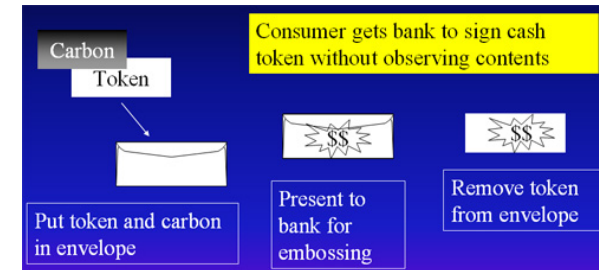 Carbon
Token
Consumer gets bank to sign cash
token without observing contents
$$
$$
Put token and carbon
in envelope
Present to
bank for
embossing
Remove token
from envelope